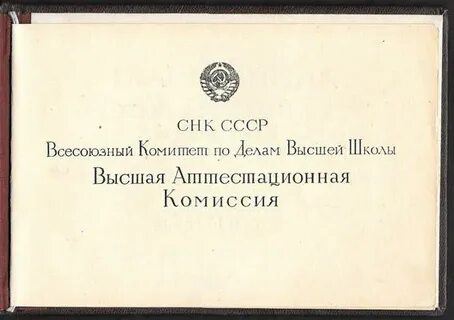 СНК СССР
Всесоюзный Комитет по Делам Высшей Школы
Высшая Аттестационная
Комиссия